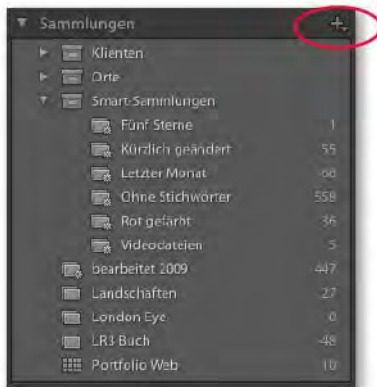 Sammlungen
Klienten
Orte
Smart-Sammlungen
Fünf Sterne 1
Kürzlich geändert 55
Letzter Monat 66
Ohne Stichwörter 558
Rot gefärbt 36
Videodateien 5
bearbeitet 2009 447
Landschaften 27
London Eye 0
LR3 Buch 48
Portfolio Web 10